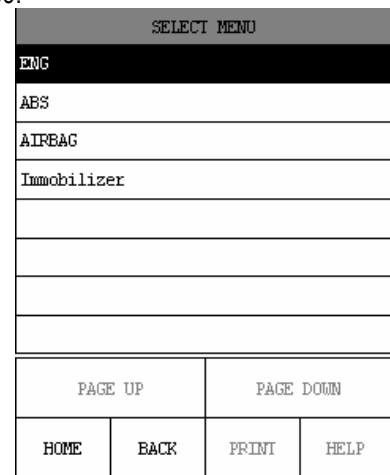 SELECT MENU
ENG
ABS
AIRBAG
Immobilizer
PAGE UP PAGE DOWN
HOME BACK PRINT HELP